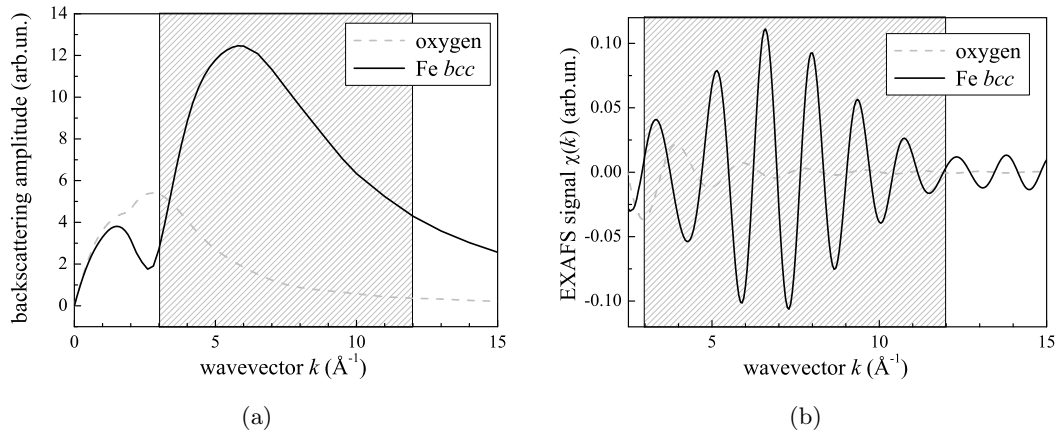 backscattering amplitude (arb.un.)
14
12
10
8
6
4
2
0
oxygen
Fe bcc
0 5 10 15
wavevector k (Å⁻¹)
(a)
EXAFS signal χ(k) (arb.un.)
0.10
0.05
0.00
-0.05
-0.10
oxygen
Fe bcc
5 10 15
wavevector k (Å⁻¹)
(b)